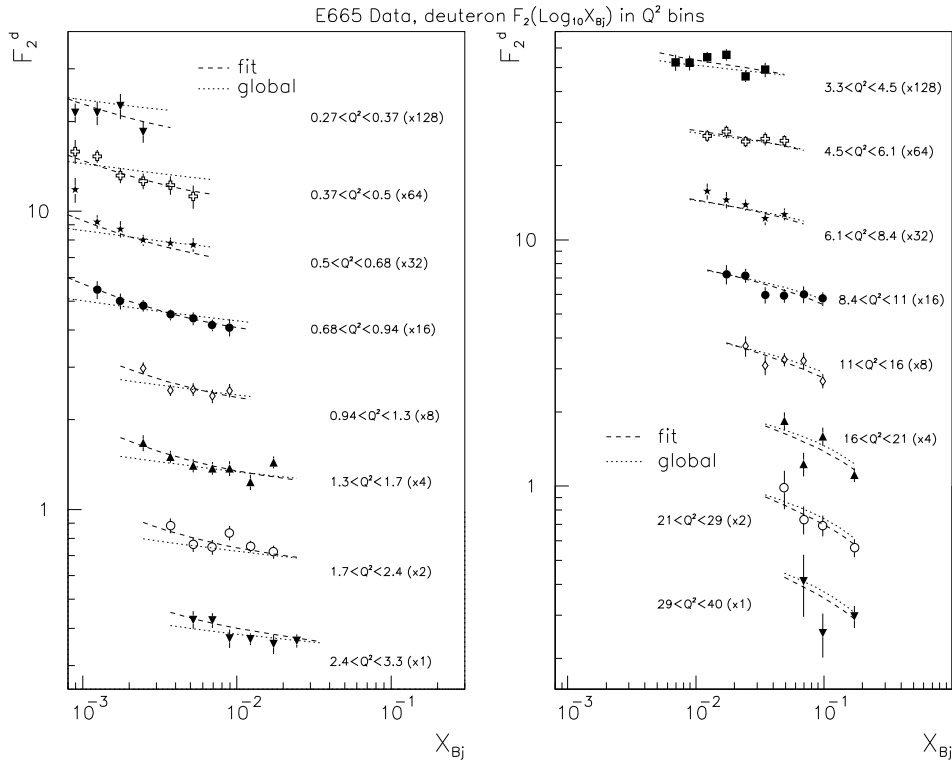 E665 Data, deuteron F₂(Log₁₀X_Bj) in Q² bins
F₂ᵈ
fit
global
0.27<Q²<0.37 (x128)
0.37<Q²<0.5 (x64)
10
0.5<Q²<0.68 (x32)
0.68<Q²<0.94 (x16)
0.94<Q²<1.3 (x8)
1.3<Q²<1.7 (x4)
1
1.7<Q²<2.4 (x2)
2.4<Q²<3.3 (x1)
10⁻³ 10⁻² 10⁻¹
X_Bj
F₂ᵈ
3.3<Q²<4.5 (x128)
4.5<Q²<6.1 (x64)
6.1<Q²<8.4 (x32)
10
8.4<Q²<11 (x16)
11<Q²<16 (x8)
fit
global
16<Q²<21 (x4)
1
21<Q²<29 (x2)
29<Q²<40 (x1)
10⁻³ 10⁻² 10⁻¹
X_Bj